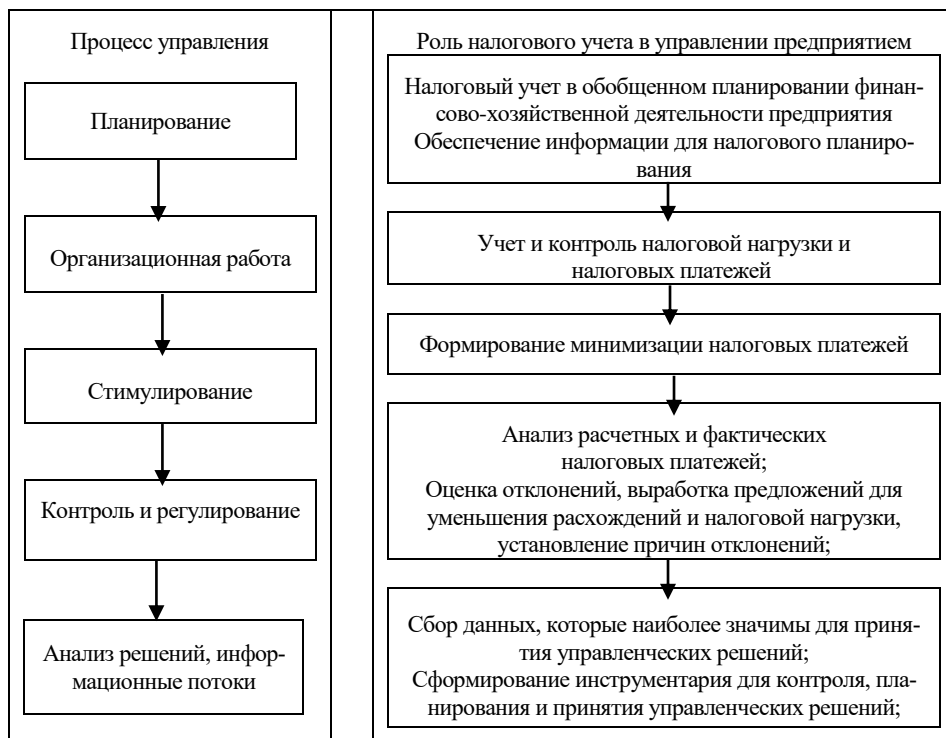 Процесс управления
Планирование
Организационная работа
Стимулирование
Контроль и регулирование
Анализ решений, инфор-
мационные потоки
Роль налогового учета в управлении предприятием
Налоговый учет в обобщенном планировании финан-
сово-хозяйственной деятельности предприятия
Обеспечение информации для налогового планиро-
вания
Учет и контроль налоговой нагрузки и
налоговых платежей
Формирование минимизации налоговых платежей
Анализ расчетных и фактических
налоговых платежей;
Оценка отклонений, выработка предложений для
уменьшения расхождений и налоговой нагрузки,
установление причин отклонений;
Сбор данных, которые наиболее значимы для приня-
тия управленческих решений;
Сформирование инструментария для контроля, пла-
нирования и принятия управленческих решений;